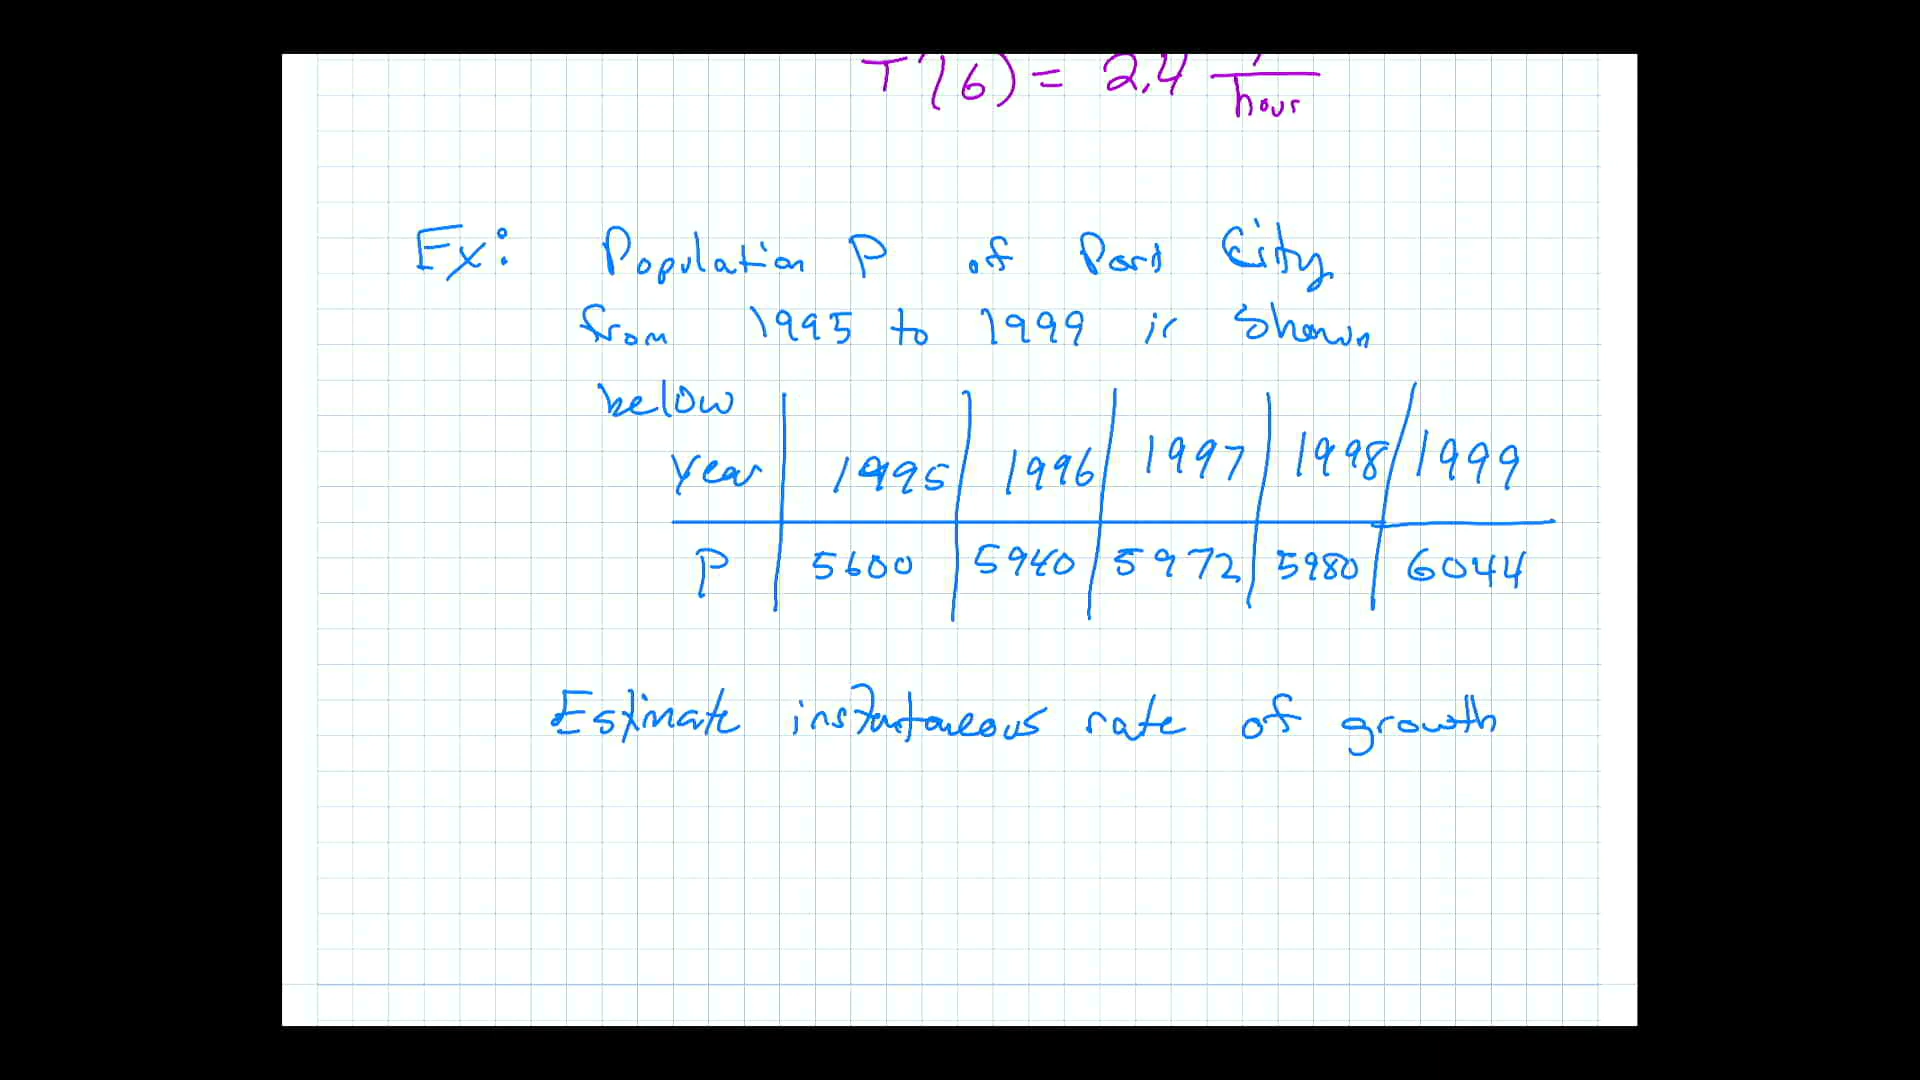 T'(6) = 2.4 /hour
Ex: Population P of Park City
from 1995 to 1999 is shown
below
year 1995 1996 1997 1998 1999
P 5600 5940 5972 5980 6044
Estimate instantaneous rate of growth